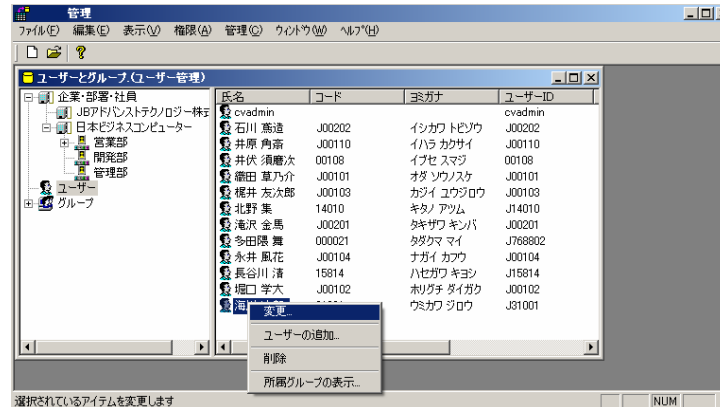 管理
ファイル(F) 編集(E) 表示(V) 権限(A) 管理(C) ウィンドウ(W) ヘルプ(H)
ユーザーとグループ.(ユーザー管理)
企業・部署・社員
JBアドバンストテクノロジー株式
日本ビジネスコンピューター
営業部
開発部
管理部
ユーザー
グループ
氏名 コード ヨミガナ ユーザーID
cvadmin cvadmin
石川 蔦造 J00202 イシカワ トビゾウ J00202
井原 角斎 J00110 イハラ カクサイ J00110
井伏 須磨次 00108 イブセ スマジ 00108
織田 草乃介 J00101 オダ ソウノスケ J00101
梶井 友次郎 J00103 カジイ ユウジロウ J00103
北野 集 14010 キタノ アツム J14010
滝沢 金馬 J00201 タキザワ キンバ J00201
多田隈 舞 000021 タダクマ マイ J768802
永井 風花 J00104 ナガイ カフウ J00104
長谷川 清 15814 ハセガワ キヨシ J15814
堀口 学大 J00102 ホリグチ ダイガク J00102
ウミカワ ジロウ J31001
変更...
ユーザーの追加...
削除
所属グループの表示...
選択されているアイテムを変更します NUM